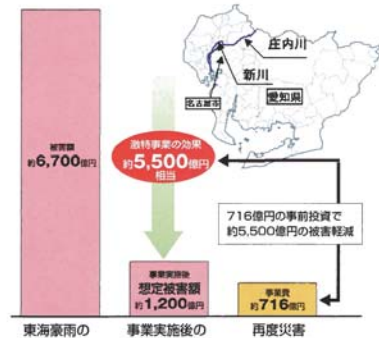 庄内川
新川
名古屋市
愛知県
被害額
約6,700億円
激特事業の効果
約5,500億円
相当
716億円の事前投資で
約5,500億円の被害軽減
事業実施後
想定被害額
約1,200億円
事業費
約716億円
東海豪雨の
事業実施後の
再度災害